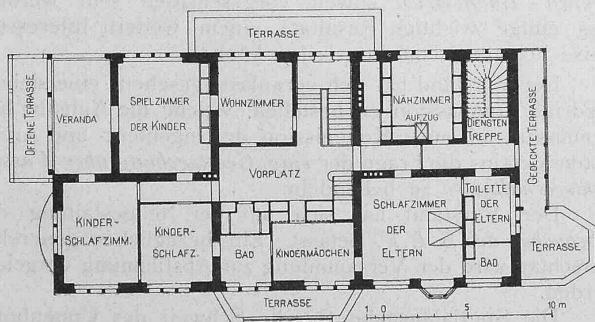 TERRASSE
OFFENE TERRASSE
VERANDA
SPIELZIMMER
DER KINDER
WOHNZIMMER
NÄHZIMMER
AUFZUG
DIENSTEN
TREPPE
GEDECKTE TERRASSE
VORPLATZ
KINDER-
SCHLAFZIMM.
KINDER-
SCHLAFZ.
BAD
KINDERMÄDCHEN
SCHLAFZIMMER
DER
ELTERN
TOILETTE
DER
ELTERN
BAD
TERRASSE
TERRASSE
1 0 5 10 m